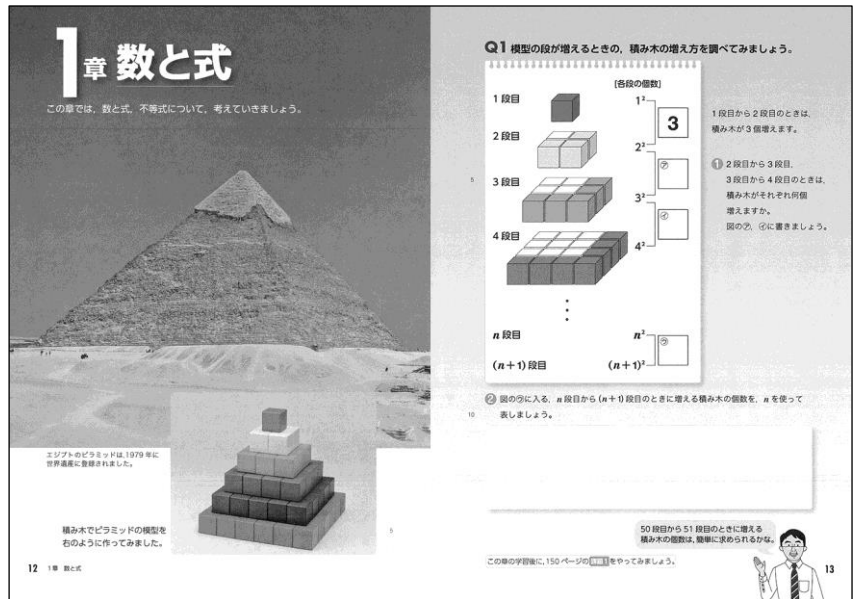 1章 数と式
この章では、数と式、不等式について、考えていきましょう。
エジプトのピラミッドは、1979年に
世界遺産に登録されました。
積み木でピラミッドの模型を
右のように作ってみました。
5
12 1章 数と式
Q1 模型の段が増えるときの、積み木の増え方を調べてみましょう。
[各段の個数]
1段目 1²
3
2段目 2²
㋐
5
3段目 3²
㋑
4段目 4²
n段目 n²
㋒
(n+1)段目 (n+1)²
1段目から2段目のときは、
積み木が3個増えます。
① 2段目から3段目、
3段目から4段目のときは、
積み木がそれぞれ何個
増えますか。
図の㋐、㋑に書きましょう。
② 図の㋒に入る、n段目から(n+1)段目のときに増える積み木の個数を、nを使って
10
表しましょう。
50段目から51段目のときに増える
積み木の個数は、簡単に求められるかな。
この章の学習後に、150ページの課題1をやってみましょう。
13